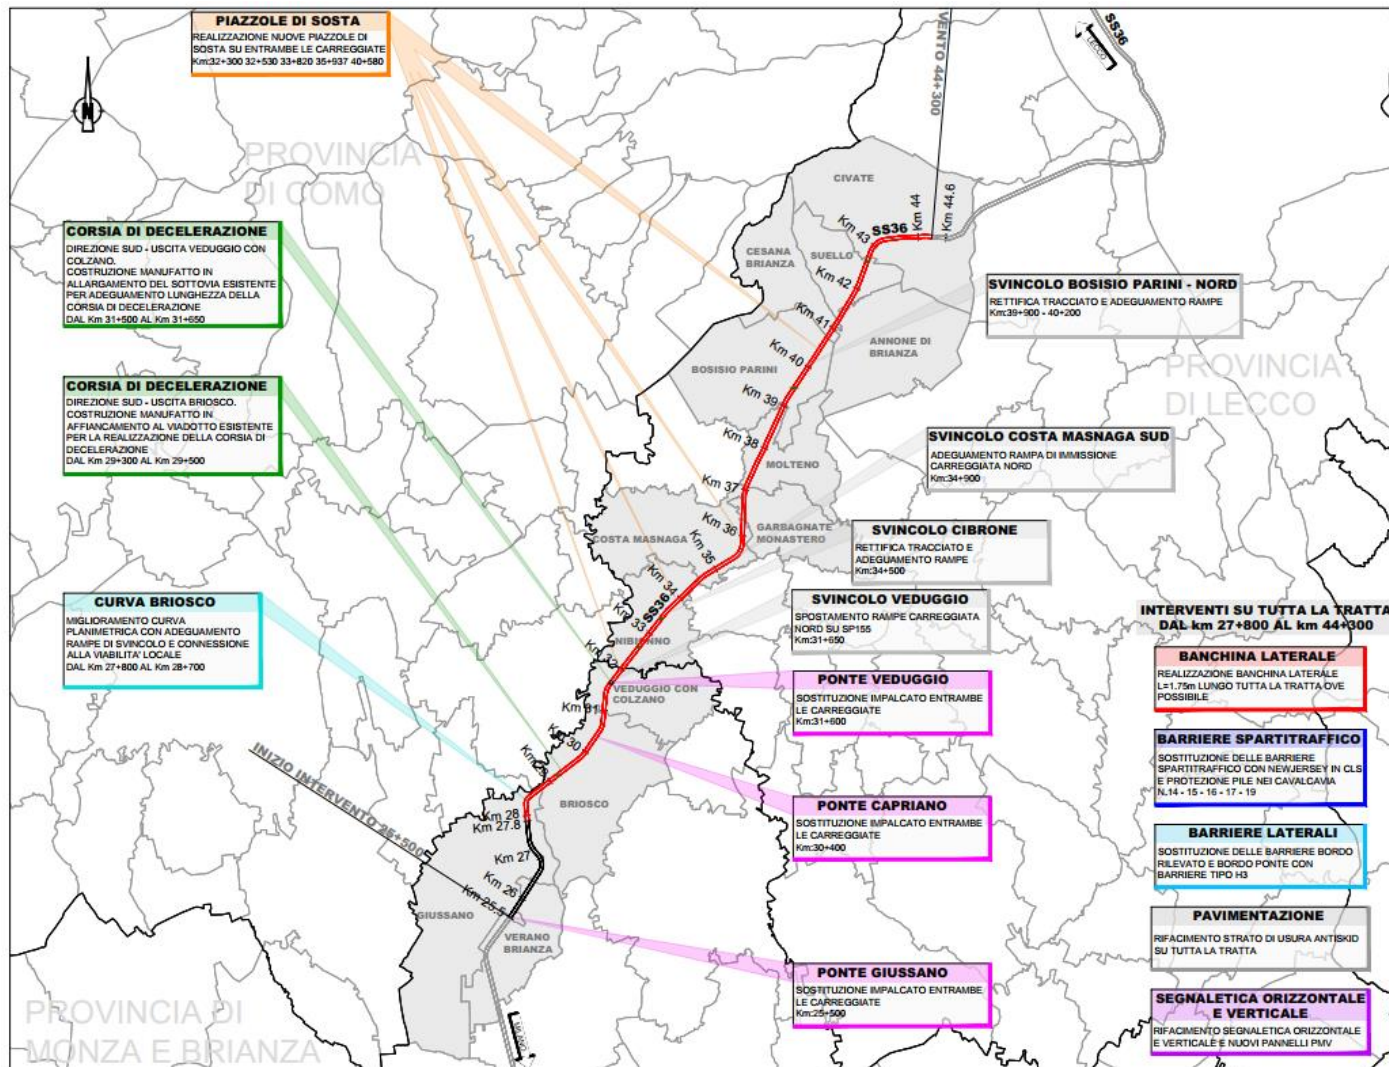 PIAZZOLE DI SOSTA
REALIZZAZIONE NUOVE PIAZZOLE DI
SOSTA SU ENTRAMBE LE CARREGGIATE
Km:32+300 32+530 33+820 35+937 40+580
SS36
LECCO
VENTO 44+300
N
PROVINCIA
DI COMO
CORSIA DI DECELERAZIONE
DIREZIONE SUD - USCITA VEDUGGIO CON
COLZANO.
COSTRUZIONE MANUFATTO IN
ALLARGAMENTO DEL SOTTOVIA ESISTENTE
PER ADEGUAMENTO LUNGHEZZA DELLA
CORSIA DI DECELERAZIONE
DAL Km 31+500 AL Km 31+650
CORSIA DI DECELERAZIONE
DIREZIONE SUD - USCITA BRIOSCO.
COSTRUZIONE MANUFATTO IN
AFFIANCAMENTO AL VIADOTTO ESISTENTE
PER LA REALIZZAZIONE DELLA CORSIA DI
DECELERAZIONE
DAL Km 29+300 AL Km 29+500
CURVA BRIOSCO
MIGLIORAMENTO CURVA
PLANIMETRICA CON ADEGUAMENTO
RAMPE DI SVINCOLO E CONNESSIONE
ALLA VIABILITA' LOCALE
DAL Km 27+800 AL Km 28+700
CIVATE
Km 44
Km 44.6
SS36
Km 43
SUELLO
CESANA
BRIANZA
Km 42
Km 41
ANNONE DI
BRIANZA
Km 40
BOSISIO PARINI
Km 39
Km 38
MOLTENO
Km 37
Km 36
GARBAGNATE
MONASTERO
COSTA MASNAGA
Km 35
Km 34
SS36
Km 33
NIBIONNO
Km 32
VEDUGGIO CON
COLZANO
Km 31
Km 30
Km 29
BRIOSCO
Km 28
Km 27.8
Km 27
Km 26
Km 25.5
INIZIO INTERVENTO 25+500
GIUSSANO
VERANO
BRIANZA
MILANO
PROVINCIA DI
MONZA E BRIANZA
SVINCOLO BOSISIO PARINI - NORD
RETTIFICA TRACCIATO E ADEGUAMENTO RAMPE
Km:39+900 - 40+200
PROVINCIA
DI LECCO
SVINCOLO COSTA MASNAGA SUD
ADEGUAMENTO RAMPA DI IMMISSIONE
CARREGGIATA NORD
Km:34+900
SVINCOLO CIBRONE
RETTIFICA TRACCIATO E
ADEGUAMENTO RAMPE
Km:34+500
SVINCOLO VEDUGGIO
SPOSTAMENTO RAMPE CARREGGIATA
NORD SU SP155
Km:31+650
PONTE VEDUGGIO
SOSTITUZIONE IMPALCATO ENTRAMBE
LE CARREGGIATE
Km:31+600
PONTE CAPRIANO
SOSTITUZIONE IMPALCATO ENTRAMBE
LE CARREGGIATE
Km:30+400
PONTE GIUSSANO
SOSTITUZIONE IMPALCATO ENTRAMBE
LE CARREGGIATE
Km:25+500
INTERVENTI SU TUTTA LA TRATTA
DAL km 27+800 AL km 44+300
BANCHINA LATERALE
REALIZZAZIONE BANCHINA LATERALE
L=1.75m LUNGO TUTTA LA TRATTA OVE
POSSIBILE
BARRIERE SPARTITRAFFICO
SOSTITUZIONE DELLE BARRIERE
SPARTITRAFFICO CON NEWJERSEY IN CLS
E PROTEZIONE PILE NEI CAVALCAVIA
N.14 - 15 - 16 - 17 - 19
BARRIERE LATERALI
SOSTITUZIONE DELLE BARRIERE BORDO
RILEVATO E BORDO PONTE CON
BARRIERE TIPO H3
PAVIMENTAZIONE
RIFACIMENTO STRATO DI USURA ANTISKID
SU TUTTA LA TRATTA
SEGNALETICA ORIZZONTALE
E VERTICALE
RIFACIMENTO SEGNALETICA ORIZZONTALE
E VERTICALE E NUOVI PANNELLI PMV